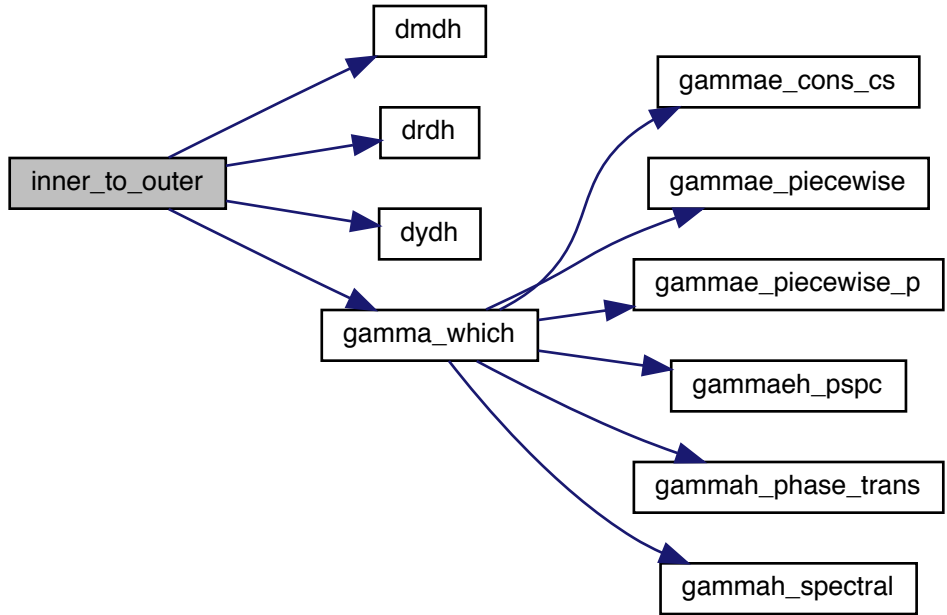 inner_to_outer
dmdh
drdh
dydh
gamma_which
gammae_cons_cs
gammae_piecewise
gammae_piecewise_p
gammaeh_pspc
gammah_phase_trans
gammah_spectral